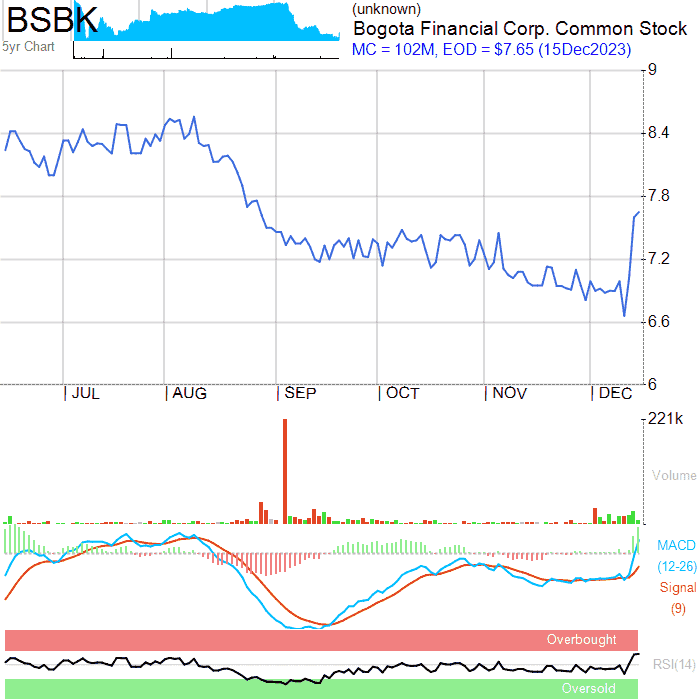 BSBK
5yr Chart
(unknown)
Bogota Financial Corp. Common Stock
MC = 102M, EOD = $7.65 (15Dec2023)
9
8.4
7.8
7.2
6.6
6
JUL AUG SEP OCT NOV DEC
221k
Volume
MACD
(12-26)
Signal
(9)
Overbought
RSI(14)
Oversold